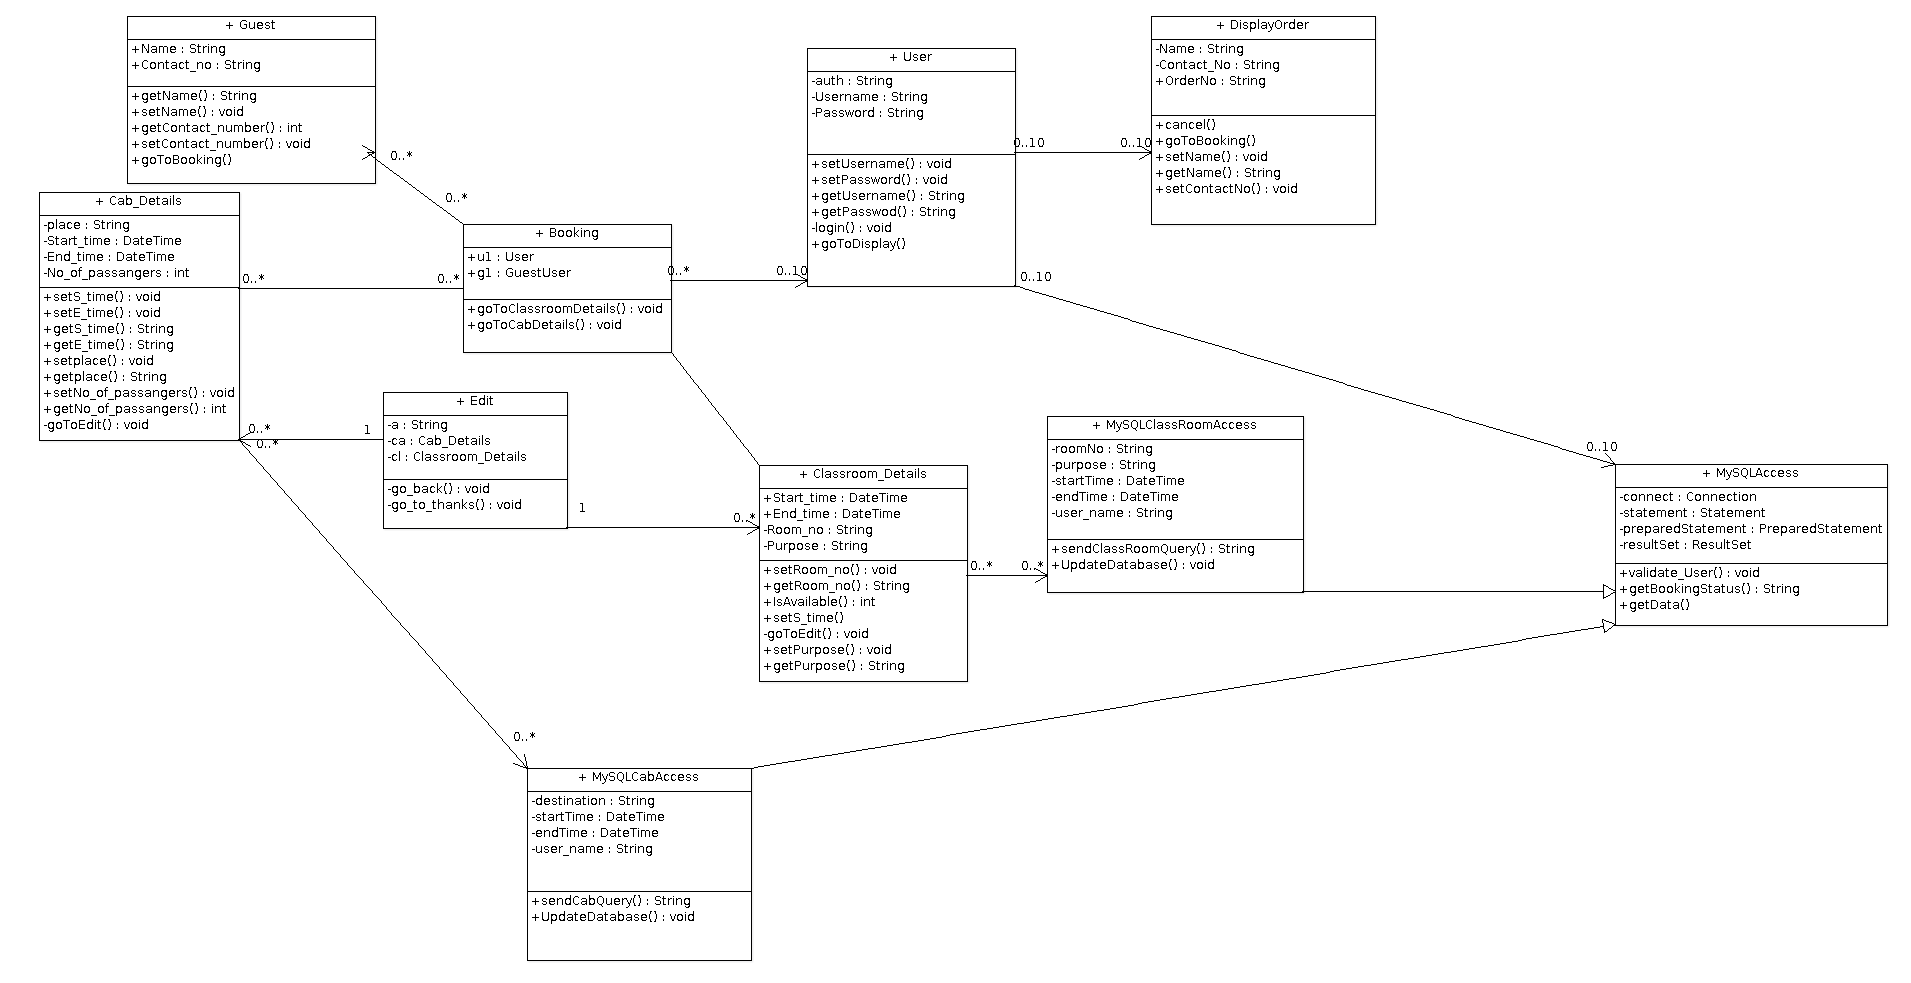 + Guest
+Name : String
+Contact_no : String
+getName() : String
+setName() : void
+getContact_number() : int
+setContact_number() : void
+goToBooking()
0..*
0..*
+ User
-auth : String
-Username : String
-Password : String
+setUsername() : void
+setPassword() : void
+getUsername() : String
+getPasswod() : String
-login() : void
+goToDisplay()
0..10
0..10
+ DisplayOrder
-Name : String
-Contact_No : String
+OrderNo : String
+cancel()
+goToBooking()
+setName() : void
+getName() : String
+setContactNo() : void
+ Cab_Details
-place : String
-Start_time : DateTime
-End_time : DateTime
-No_of_passangers : int
+setS_time() : void
+setE_time() : void
+getS_time() : String
+getE_time() : String
+setplace() : void
+getplace() : String
+setNo_of_passangers() : void
+getNo_of_passangers() : int
-goToEdit() : void
0..*
0..*
+ Booking
+u1 : User
+g1 : GuestUser
+goToClassroomDetails() : void
+goToCabDetails() : void
0..*
0..10
0..10
0..10
0..*
0..*
1
+ Edit
-a : String
-ca : Cab_Details
-cl : Classroom_Details
-go_back() : void
-go_to_thanks() : void
1
0..*
+ Classroom_Details
+Start_time : DateTime
+End_time : DateTime
-Room_no : String
-Purpose : String
+setRoom_no() : void
+getRoom_no() : String
+IsAvailable() : int
+setS_time()
-goToEdit() : void
+setPurpose() : void
+getPurpose() : String
0..*
0..*
+ MySQLClassRoomAccess
-roomNo : String
-purpose : String
-startTime : DateTime
-endTime : DateTime
-user_name : String
+sendClassRoomQuery() : String
+UpdateDatabase() : void
+ MySQLAccess
-connect : Connection
-statement : Statement
-preparedStatement : PreparedStatement
-resultSet : ResultSet
+validate_User() : void
+getBookingStatus() : String
+getData()
0..*
+ MySQLCabAccess
-destination : String
-startTime : DateTime
-endTime : DateTime
-user_name : String
+sendCabQuery() : String
+UpdateDatabase() : void